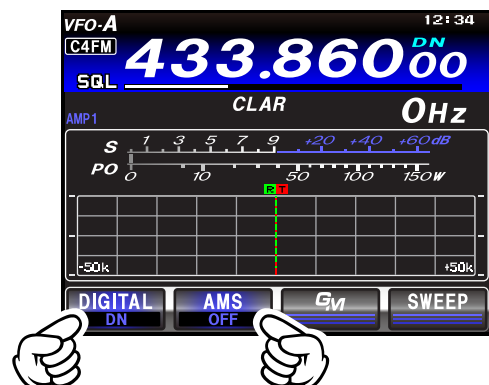 VFO-A 12:34
C4FM 433.860 00 DN
SQL
AMP1 CLAR 0Hz
S 1 3 5 7 9 +20 +40 +60dB
PO 0 10 50 100 150W
R T
-50k +50k
DIGITAL AMS GM SWEEP
DN OFF